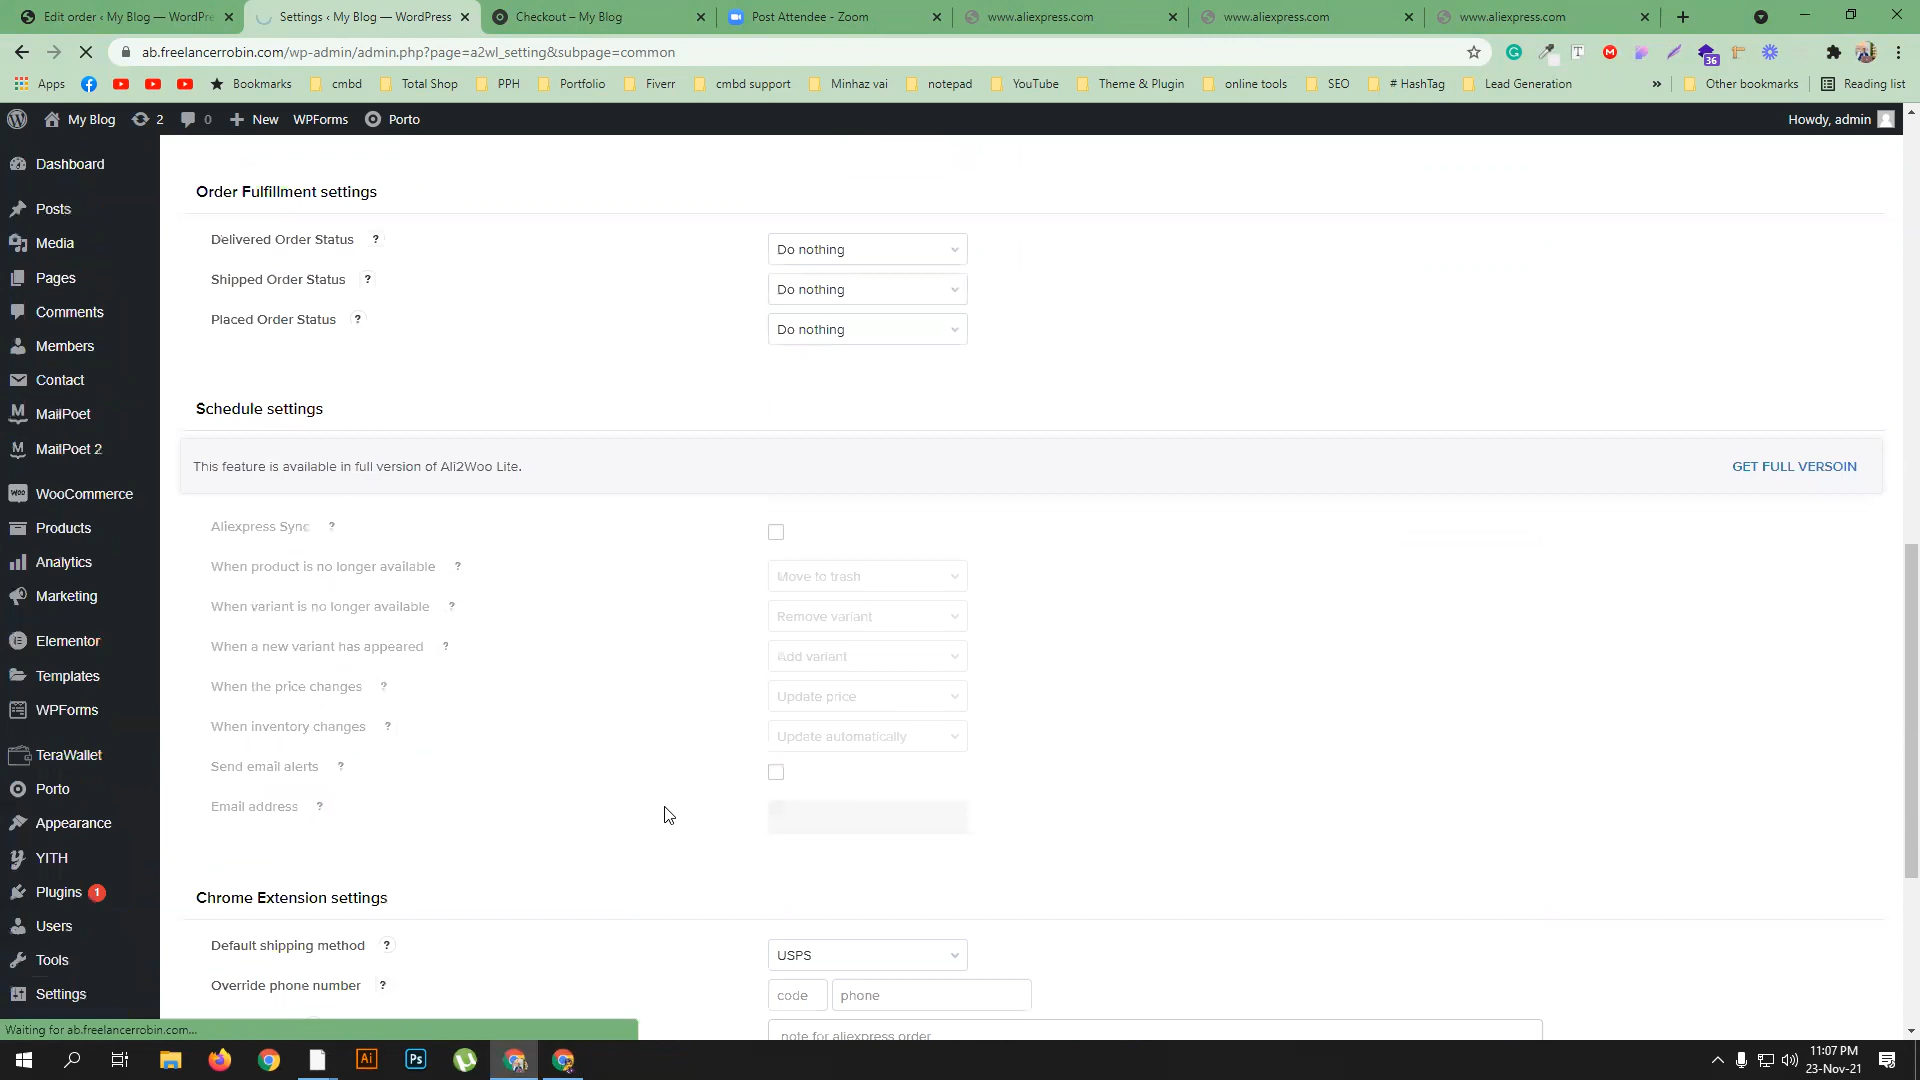 Edit order ‹ My Blog — WordPre
Settings ‹ My Blog — WordPress
Checkout – My Blog
Post Attendee - Zoom
www.aliexpress.com
www.aliexpress.com
www.aliexpress.com
ab.freelancerrobin.com/wp-admin/admin.php?page=a2wl_setting&subpage=common
36
Apps
Bookmarks
cmbd
Total Shop
PPH
Portfolio
Fiverr
cmbd support
Minhaz vai
notepad
YouTube
Theme & Plugin
online tools
SEO
# HashTag
Lead Generation
Other bookmarks
Reading list
My Blog
2
0
New
WPForms
Porto
Howdy, admin
Dashboard
Posts
Media
Pages
Comments
Members
Contact
MailPoet
MailPoet 2
WooCommerce
Products
Analytics
Marketing
Elementor
Templates
WPForms
TeraWallet
Porto
Appearance
YITH
Plugins 1
Users
Tools
Settings
Order Fulfillment settings
Delivered Order Status ?
Do nothing
Shipped Order Status ?
Do nothing
Placed Order Status ?
Do nothing
Schedule settings
This feature is available in full version of Ali2Woo Lite.
GET FULL VERSOIN
Aliexpress Sync ?
When product is no longer available ?
Move to trash
When variant is no longer available ?
Remove variant
When a new variant has appeared ?
Add variant
When the price changes ?
Update price
When inventory changes ?
Update automatically
Send email alerts ?
Email address ?
Chrome Extension settings
Default shipping method ?
USPS
Override phone number ?
code
phone
note for aliexpress order
Waiting for ab.freelancerrobin.com...
Ai
Ps
11:07 PM
23-Nov-21